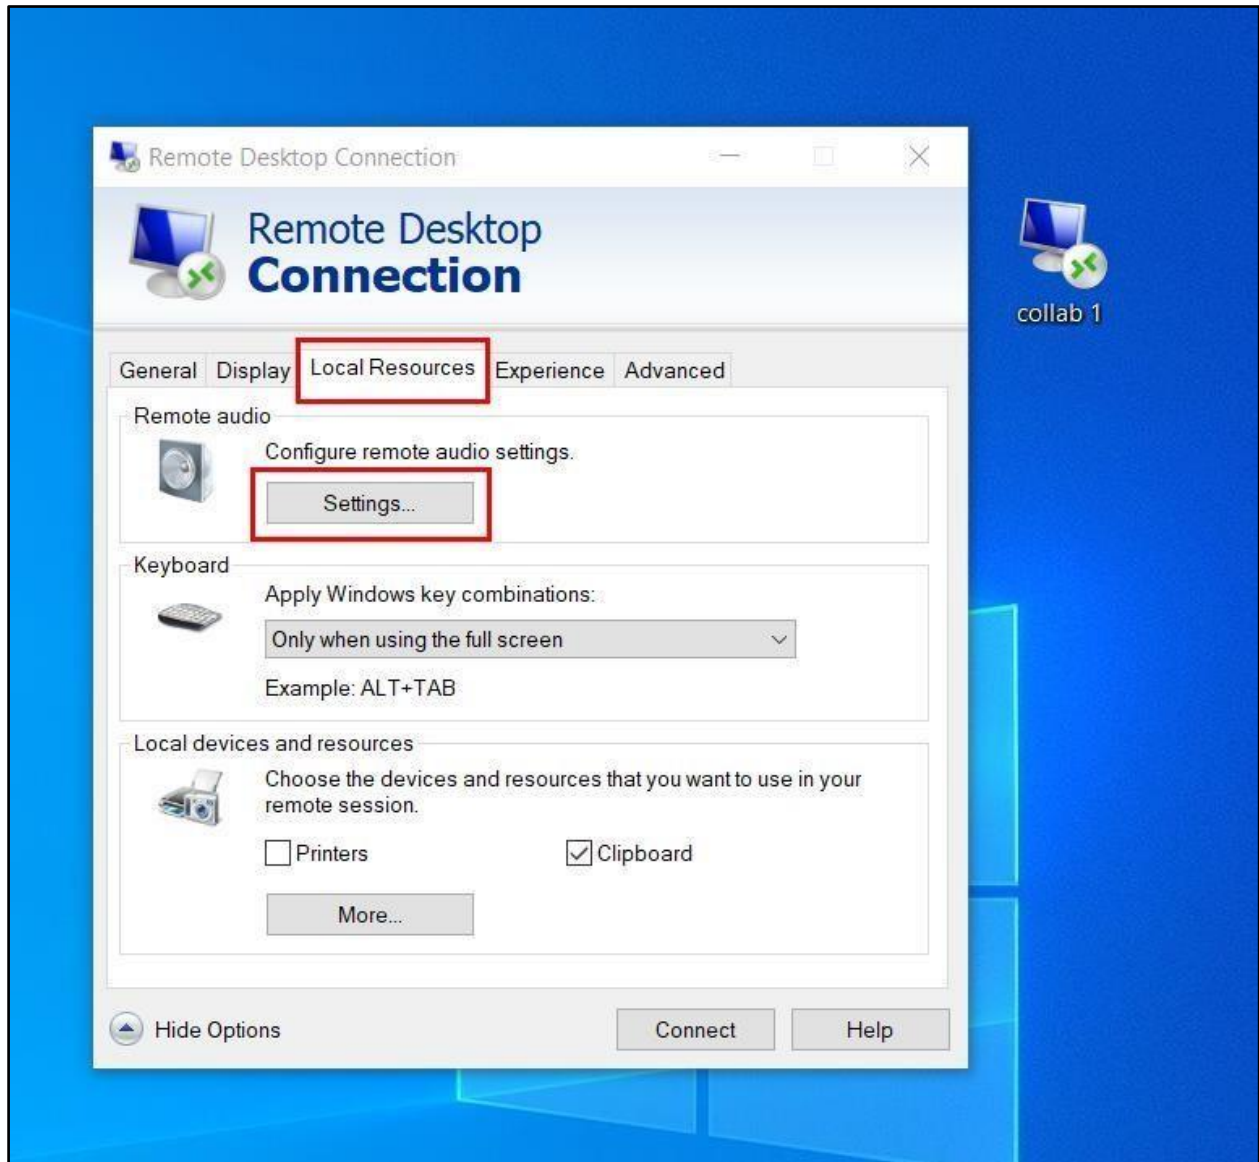 Remote Desktop Connection
Remote Desktop
Connection
collab 1
General Display Local Resources Experience Advanced
Remote audio
Configure remote audio settings.
Settings...
Keyboard
Apply Windows key combinations:
Only when using the full screen
Example: ALT+TAB
Local devices and resources
Choose the devices and resources that you want to use in your
remote session.
Printers Clipboard
More...
Hide Options Connect Help